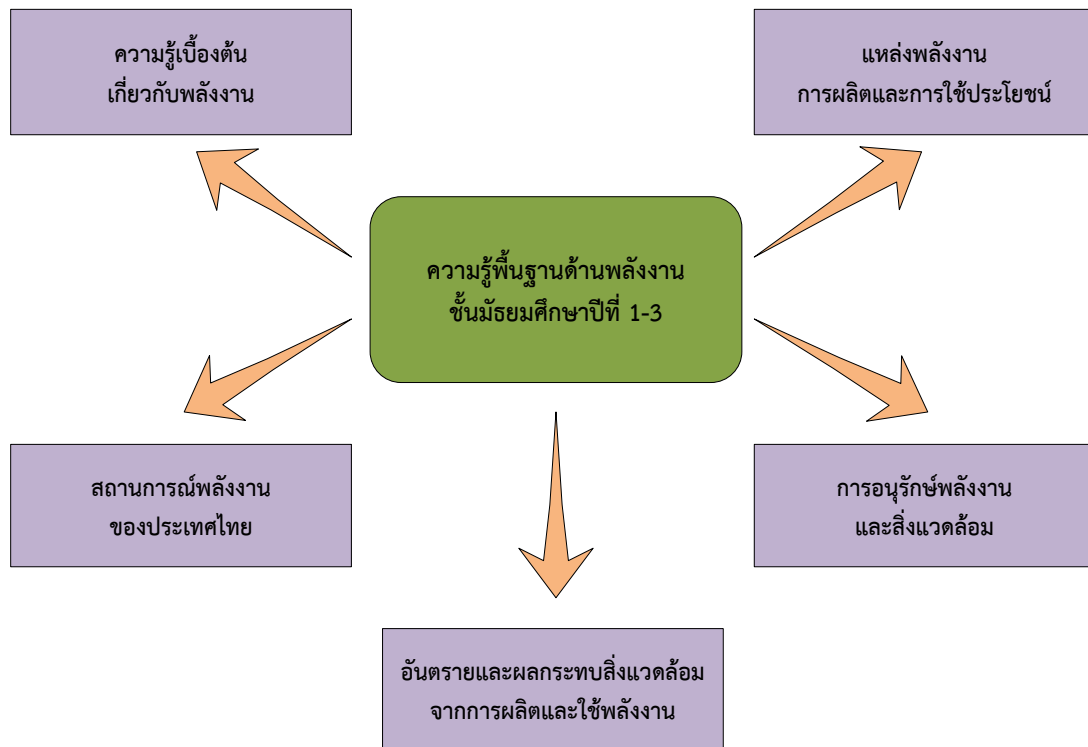 ความรู้เบื้องต้น
เกี่ยวกับพลังงาน
แหล่งพลังงาน
การผลิตและการใช้ประโยชน์
ความรู้พื้นฐานด้านพลังงาน
ชั้นมัธยมศึกษาปีที่ 1-3
สถานการณ์พลังงาน
ของประเทศไทย
การอนุรักษ์พลังงาน
และสิ่งแวดล้อม
อันตรายและผลกระทบสิ่งแวดล้อม
จากการผลิตและใช้พลังงาน